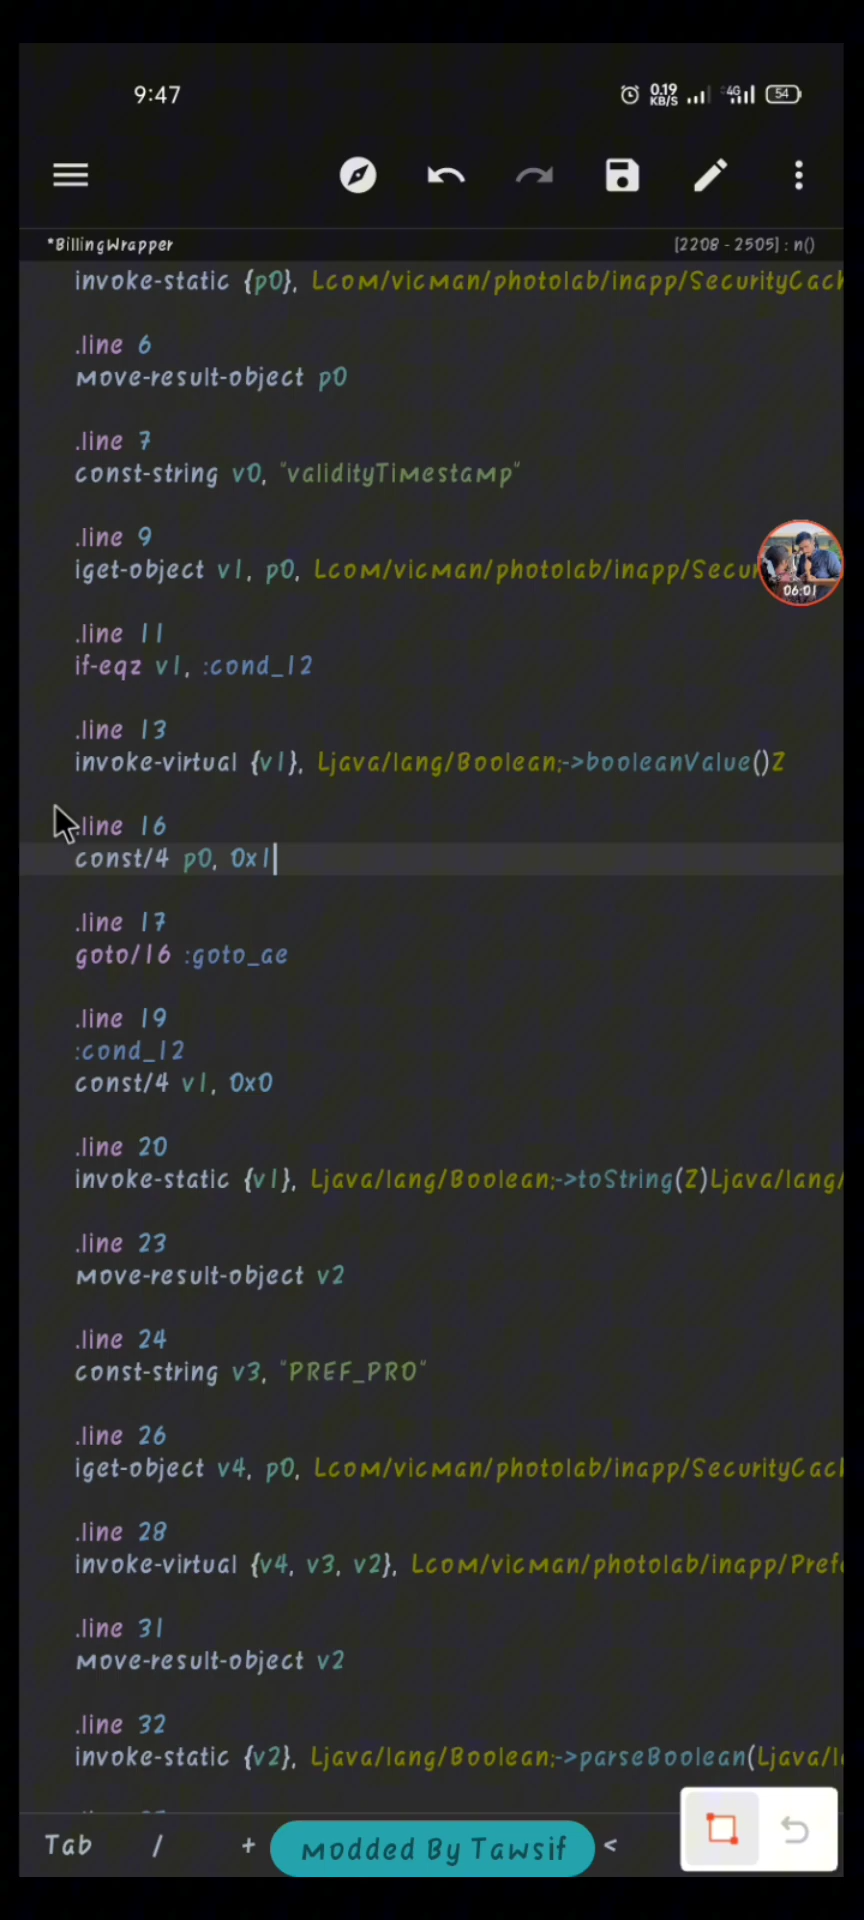 9:47
0.19 KB/S 4G 54
*BillingWrapper [2208 - 2505] : n()
invoke-static {p0}, Lcom/vicman/photolab/inapp/SecurityCach
.line 6
move-result-object p0
.line 7
const-string v0, "validityTimestamp"
.line 9
iget-object v1, p0, Lcom/vicman/photolab/inapp/Secur
06:01
.line 11
if-eqz v1, :cond_12
.line 13
invoke-virtual {v1}, Ljava/lang/Boolean;->booleanValue()Z
.line 16
const/4 p0, 0x1
.line 17
goto/16 :goto_ae
.line 19
:cond_12
const/4 v1, 0x0
.line 20
invoke-static {v1}, Ljava/lang/Boolean;->toString(Z)Ljava/lang/
.line 23
move-result-object v2
.line 24
const-string v3, "PREF_PRO"
.line 26
iget-object v4, p0, Lcom/vicman/photolab/inapp/SecurityCach
.line 28
invoke-virtual {v4, v3, v2}, Lcom/vicman/photolab/inapp/Prefe
.line 31
move-result-object v2
.line 32
invoke-static {v2}, Ljava/lang/Boolean;->parseBoolean(Ljava/l
Tab / + modded By Tawsif <